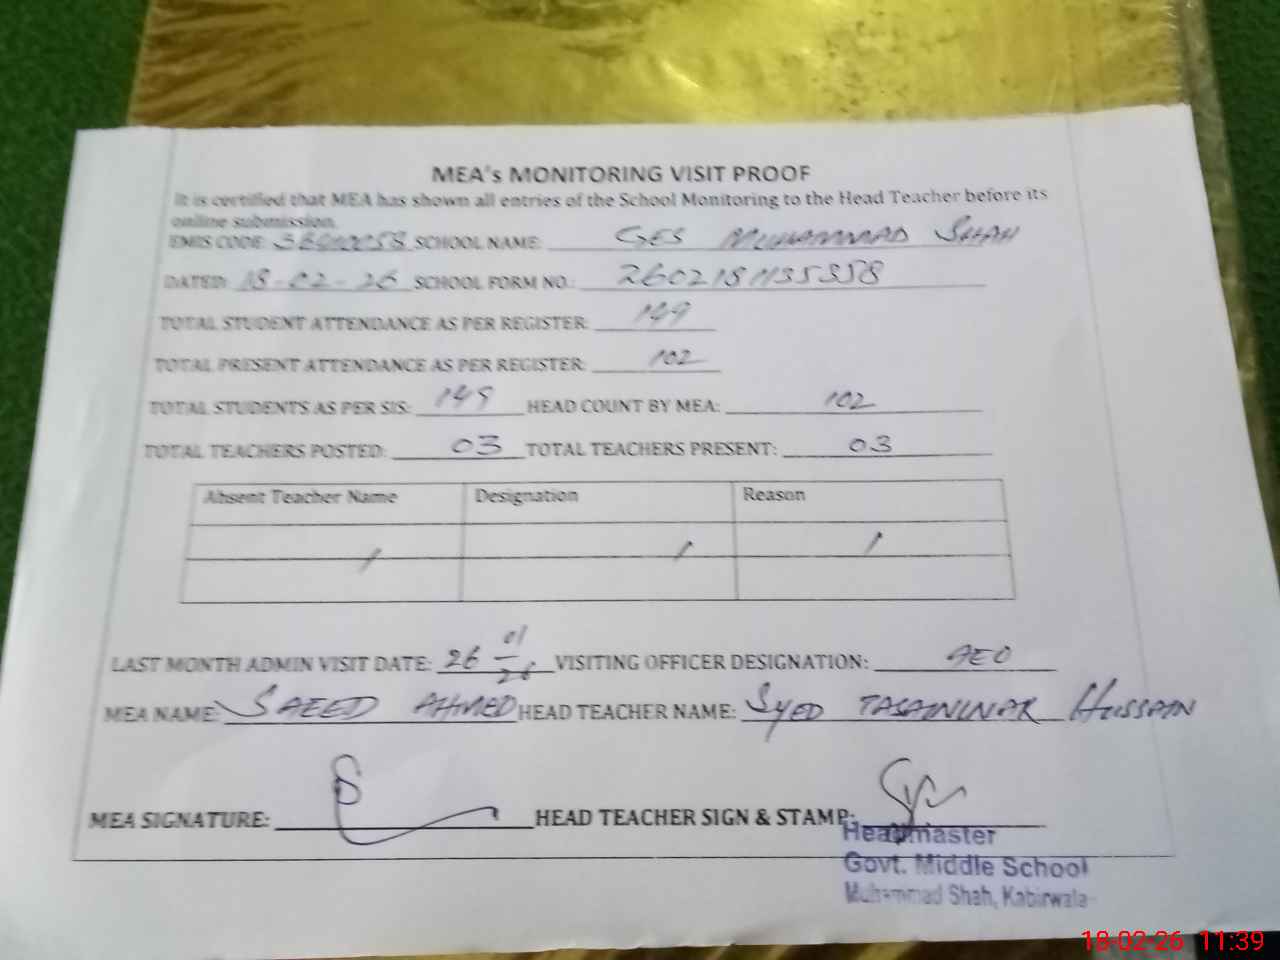 MEA's MONITORING VISIT PROOF
It is certified that MEA has shown all entries of the School Monitoring to the Head Teacher before its
online submission.
EMIS CODE: SCHOOL NAME: GES MUHAMMAD SHAH
DATED: 18-02-26 SCHOOL FORM NO.: 2602181135358
TOTAL STUDENT ATTENDANCE AS PER REGISTER: 149
TOTAL PRESENT ATTENDANCE AS PER REGISTER: 102
TOTAL STUDENTS AS PER SIS: 149 HEAD COUNT BY MEA: 102
TOTAL TEACHERS POSTED: 03 TOTAL TEACHERS PRESENT: 03
Absent Teacher Name Designation Reason
/ / /
LAST MONTH ADMIN VISIT DATE: 26 01/26 VISITING OFFICER DESIGNATION: AEO
MEA NAME: SAEED AHMED HEAD TEACHER NAME: SYED HUSSAIN
MEA SIGNATURE: HEAD TEACHER SIGN & STAMP:
Headmaster
Govt. Middle School
Muhammad Shah, Kabirwala
18-02-26 11:39